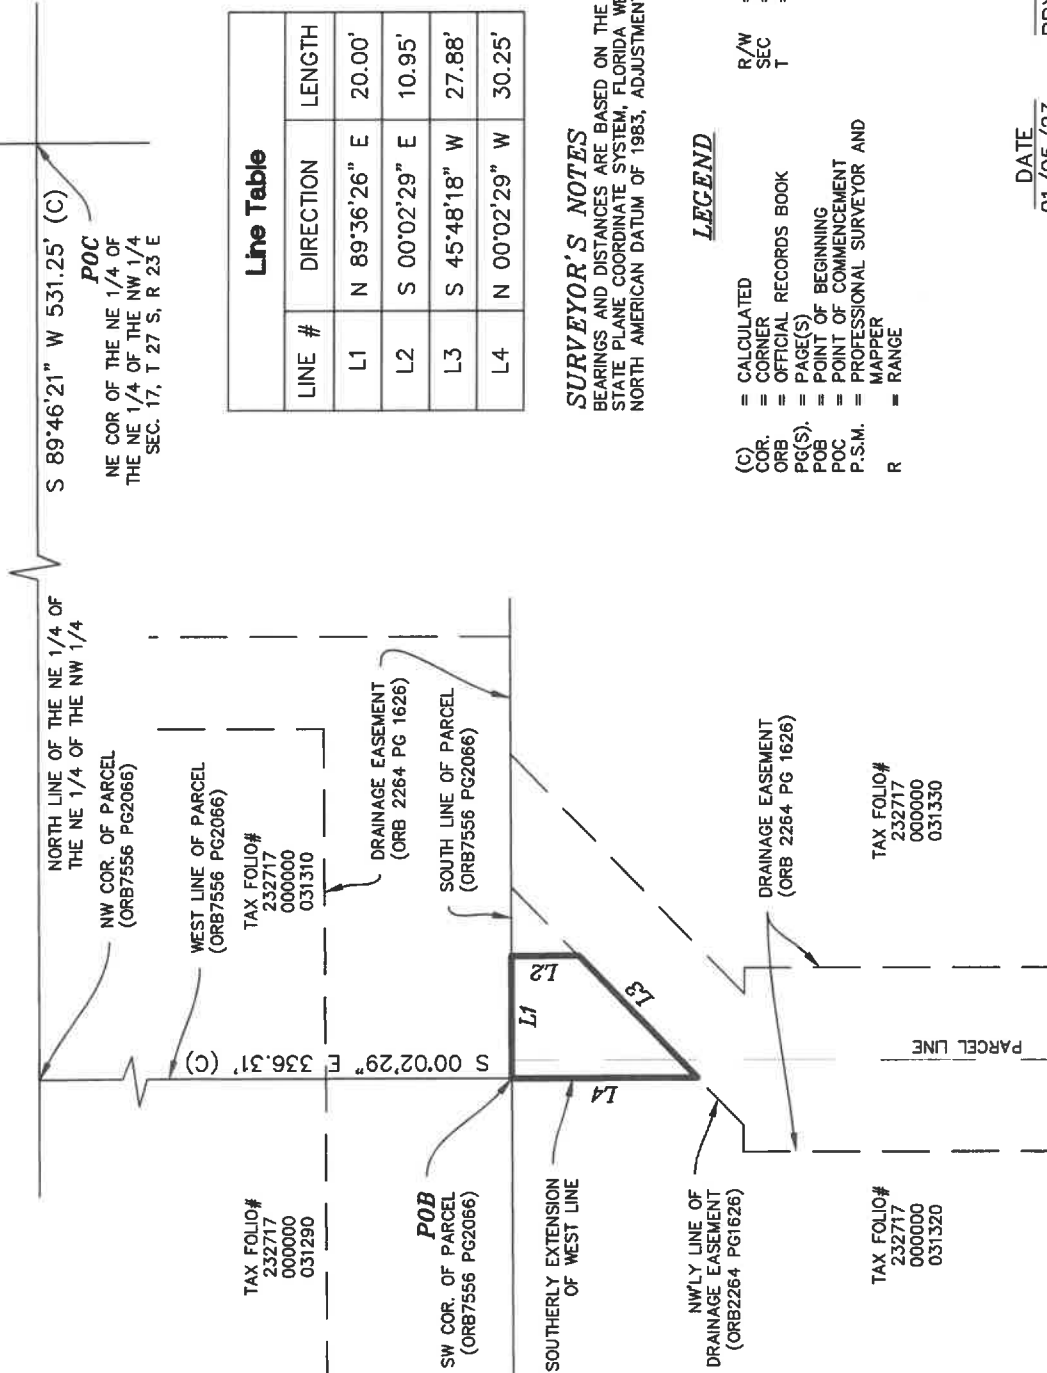 S 89°46'21" W 531.25' (C)
POC
NE COR OF THE NE 1/4 OF
THE NE 1/4 OF THE NW 1/4
SEC. 17, T 27 S, R 23 E
NORTH LINE OF THE NE 1/4 OF
THE NE 1/4 OF THE NW 1/4
NW COR. OF PARCEL
(ORB7556 PG2066)
WEST LINE OF PARCEL
(ORB7556 PG2066)
TAX FOLIO#
232717
000000
031310
TAX FOLIO#
232717
000000
031290
DRAINAGE EASEMENT
(ORB 2264 PG 1626)
SOUTH LINE OF PARCEL
(ORB7556 PG2066)
S 00°02'29" E 336.31' (C)
POB
SW COR. OF PARCEL
(ORB7556 PG2066)
L1
L2
L3
L4
SOUTHERLY EXTENSION
OF WEST LINE
NW'LY LINE OF
DRAINAGE EASEMENT
(ORB2264 PG1626)
DRAINAGE EASEMENT
(ORB 2264 PG 1626)
PARCEL LINE
TAX FOLIO#
232717
000000
031320
TAX FOLIO#
232717
000000
031330
Line Table
LINE # DIRECTION LENGTH
L1 N 89°36'26" E 20.00'
L2 S 00°02'29" E 10.95'
L3 S 45°48'18" W 27.88'
L4 N 00°02'29" W 30.25'
SURVEYOR'S NOTES
BEARINGS AND DISTANCES ARE BASED ON THE
STATE PLANE COORDINATE SYSTEM, FLORIDA
NORTH AMERICAN DATUM OF 1983,
LEGEND
(C) = CALCULATED
COR. = CORNER
ORB = OFFICIAL RECORDS BOOK
PG(S). = PAGE(S)
POB = POINT OF BEGINNING
POC = POINT OF COMMENCEMENT
P.S.M. = PROFESSIONAL SURVEYOR AND
MAPPER
R = RANGE
R/W =
SEC =
T =
DATE